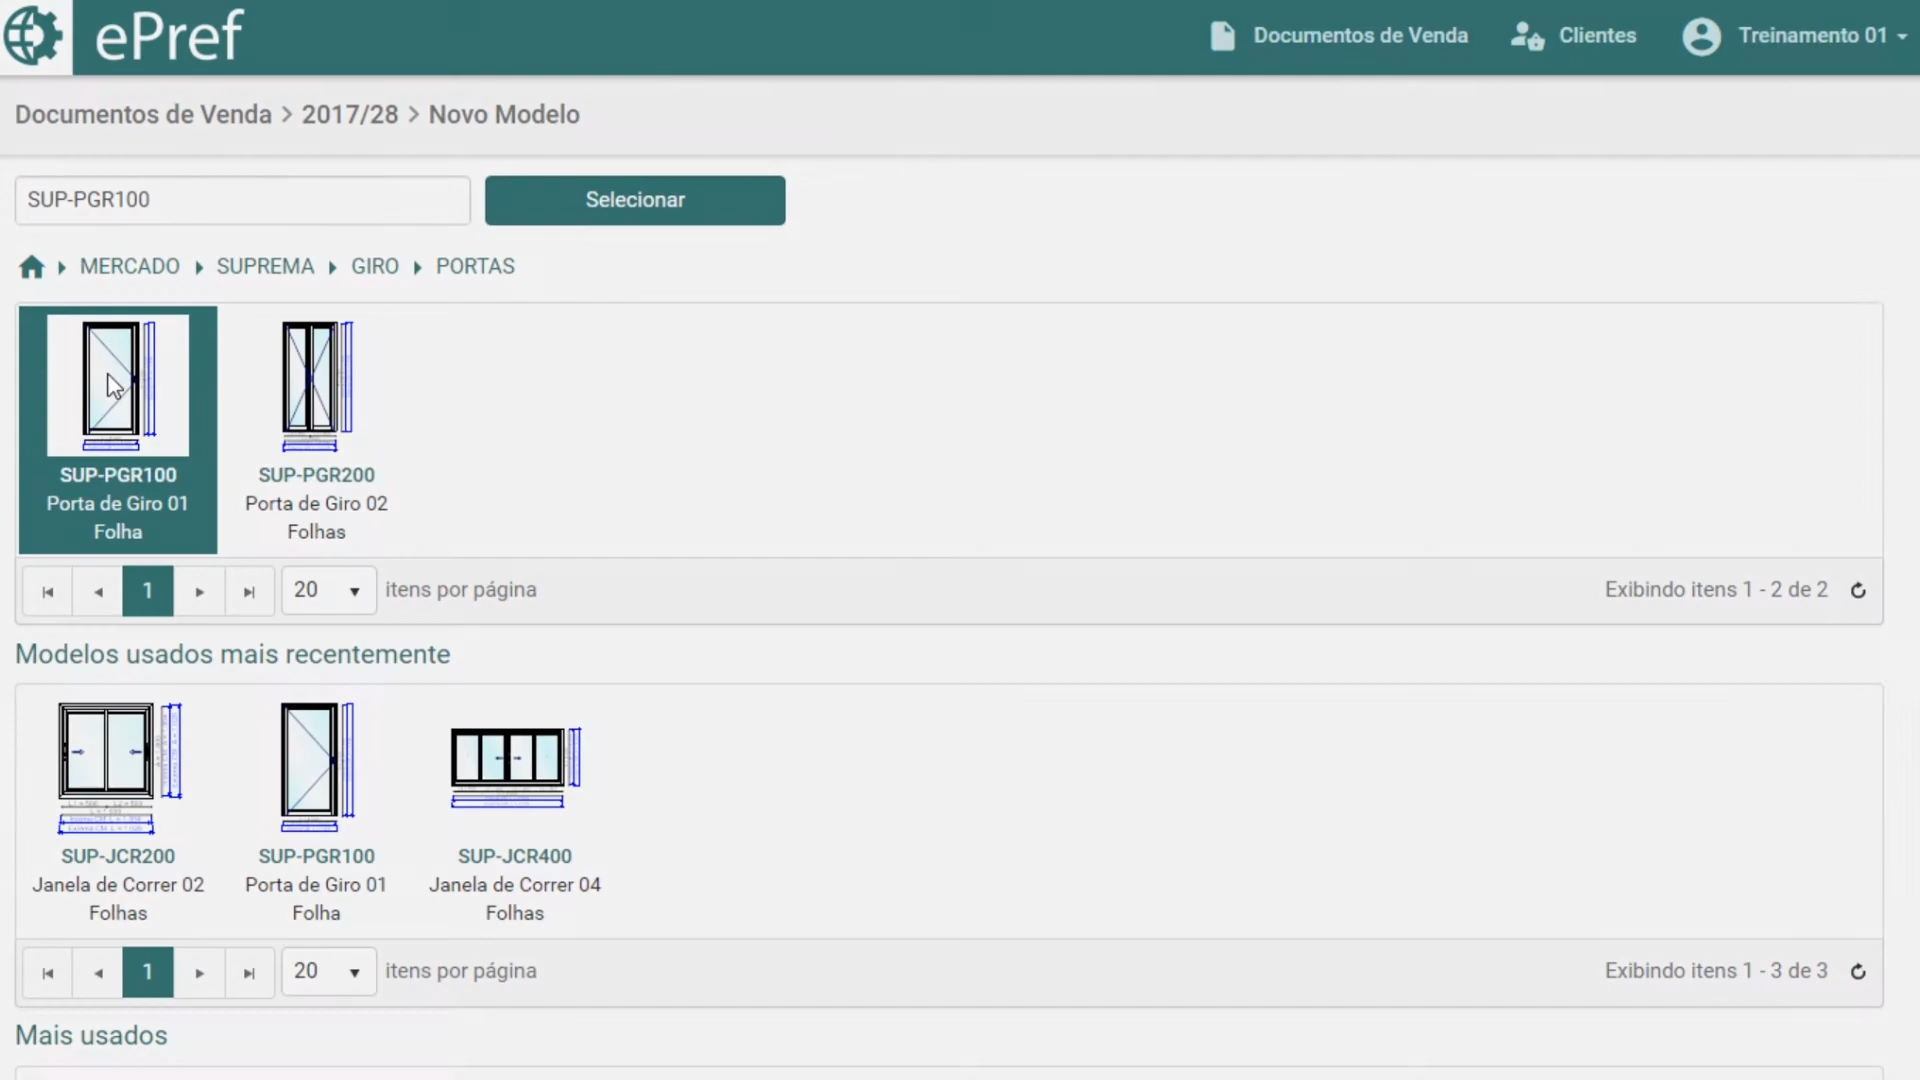 ePref
Documentos de Venda
Clientes
Treinamento 01
Documentos de Venda > 2017/28 > Novo Modelo
SUP-PGR100
Selecionar
MERCADO
SUPREMA
GIRO
PORTAS
SUP-PGR100
Porta de Giro 01
Folha
SUP-PGR200
Porta de Giro 02
Folhas
1
20
itens por página
Exibindo itens 1 - 2 de 2
Modelos usados mais recentemente
SUP-JCR200
Janela de Correr 02
Folhas
SUP-PGR100
Porta de Giro 01
Folha
SUP-JCR400
Janela de Correr 04
Folhas
1
20
itens por página
Exibindo itens 1 - 3 de 3
Mais usados